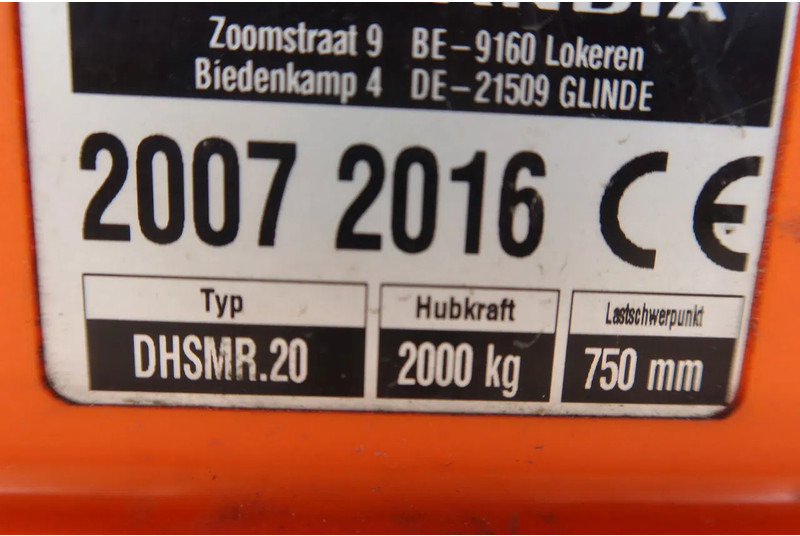 Zoomstraat 9 BE-9160 Lokeren
Biedenkamp 4 DE-21509 GLINDE
2007 2016 CE
Typ Hubkraft Lastschwerpunkt
DHSMR.20 2000 kg 750 mm